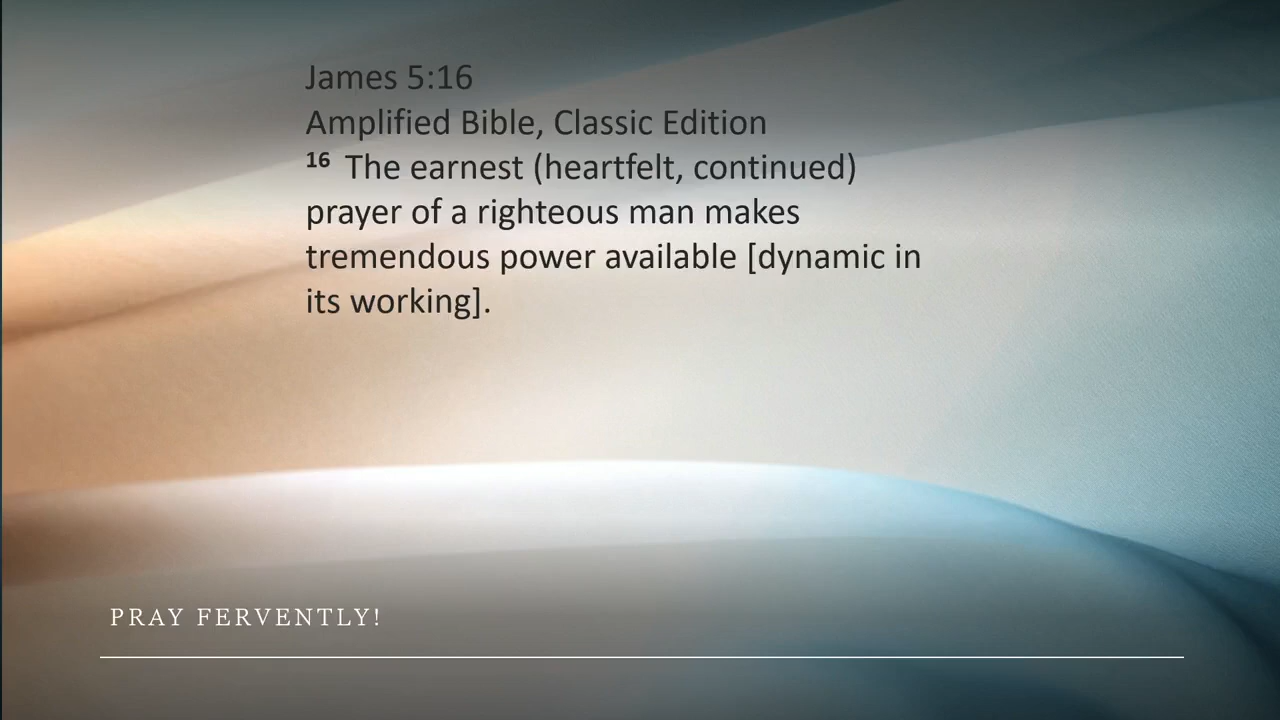 James 5:16
Amplified Bible, Classic Edition
16 The earnest (heartfelt, continued)
prayer of a righteous man makes
tremendous power available [dynamic in
its working].
PRAY FERVENTLY!